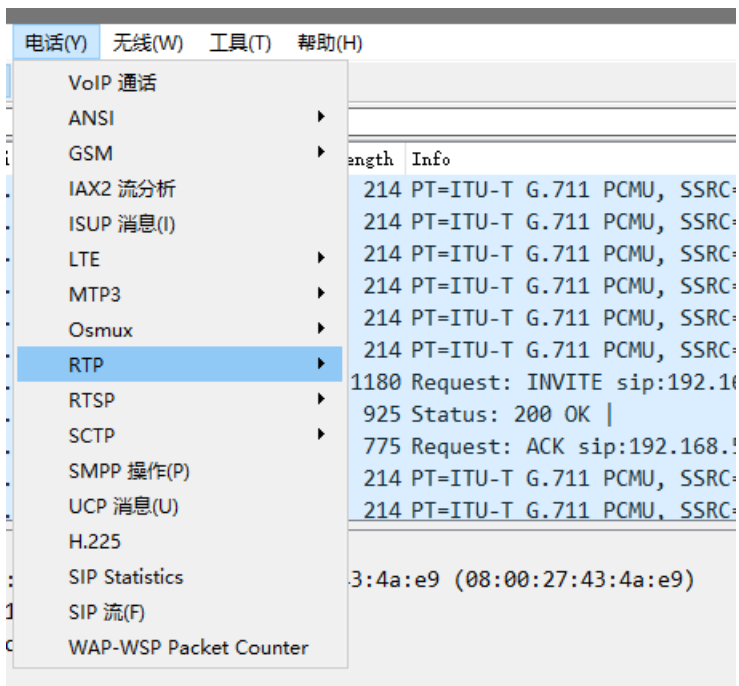 电话(Y) 无线(W) 工具(T) 帮助(H)
VoIP 通话
ANSI
GSM
ength Info
IAX2 流分析
214 PT=ITU-T G.711 PCMU, SSRC=
ISUP 消息(I)
214 PT=ITU-T G.711 PCMU, SSRC=
LTE
214 PT=ITU-T G.711 PCMU, SSRC=
MTP3
214 PT=ITU-T G.711 PCMU, SSRC=
Osmux
214 PT=ITU-T G.711 PCMU, SSRC=
RTP
214 PT=ITU-T G.711 PCMU, SSRC=
1180 Request: INVITE sip:192.16
RTSP
925 Status: 200 OK |
SCTP
775 Request: ACK sip:192.168.5
SMPP 操作(P)
214 PT=ITU-T G.711 PCMU, SSRC=
UCP 消息(U)
214 PT=ITU-T G.711 PCMU, SSRC=
H.225
SIP Statistics
3:4a:e9 (08:00:27:43:4a:e9)
SIP 流(F)
WAP-WSP Packet Counter